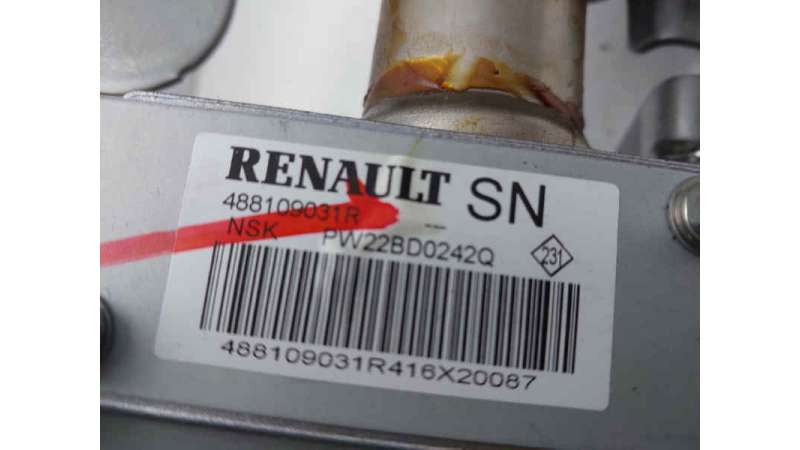 RENAULT SN
488109031R
NSK PW22BD0242Q
231
488109031R416X20087